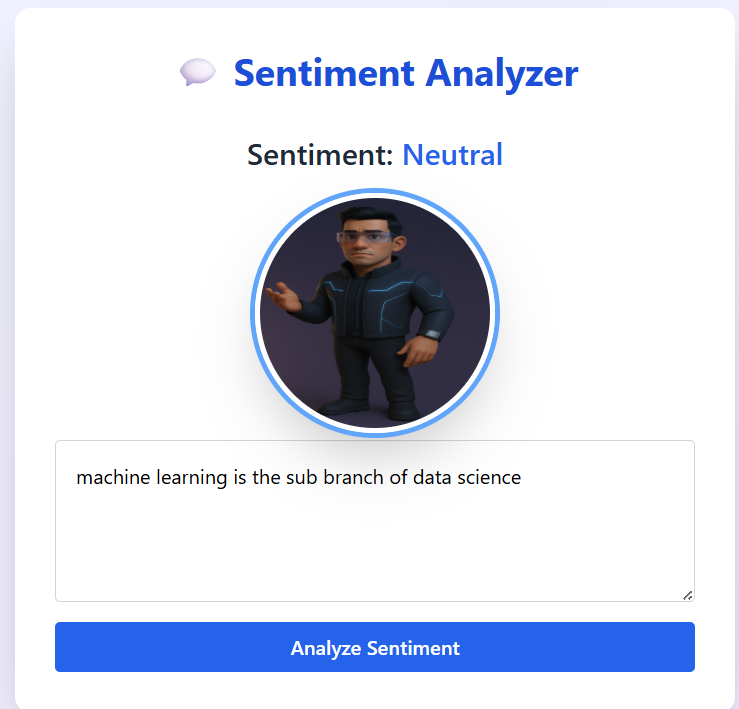 Sentiment Analyzer
Sentiment: Neutral
machine learning is the sub branch of data science
Analyze Sentiment